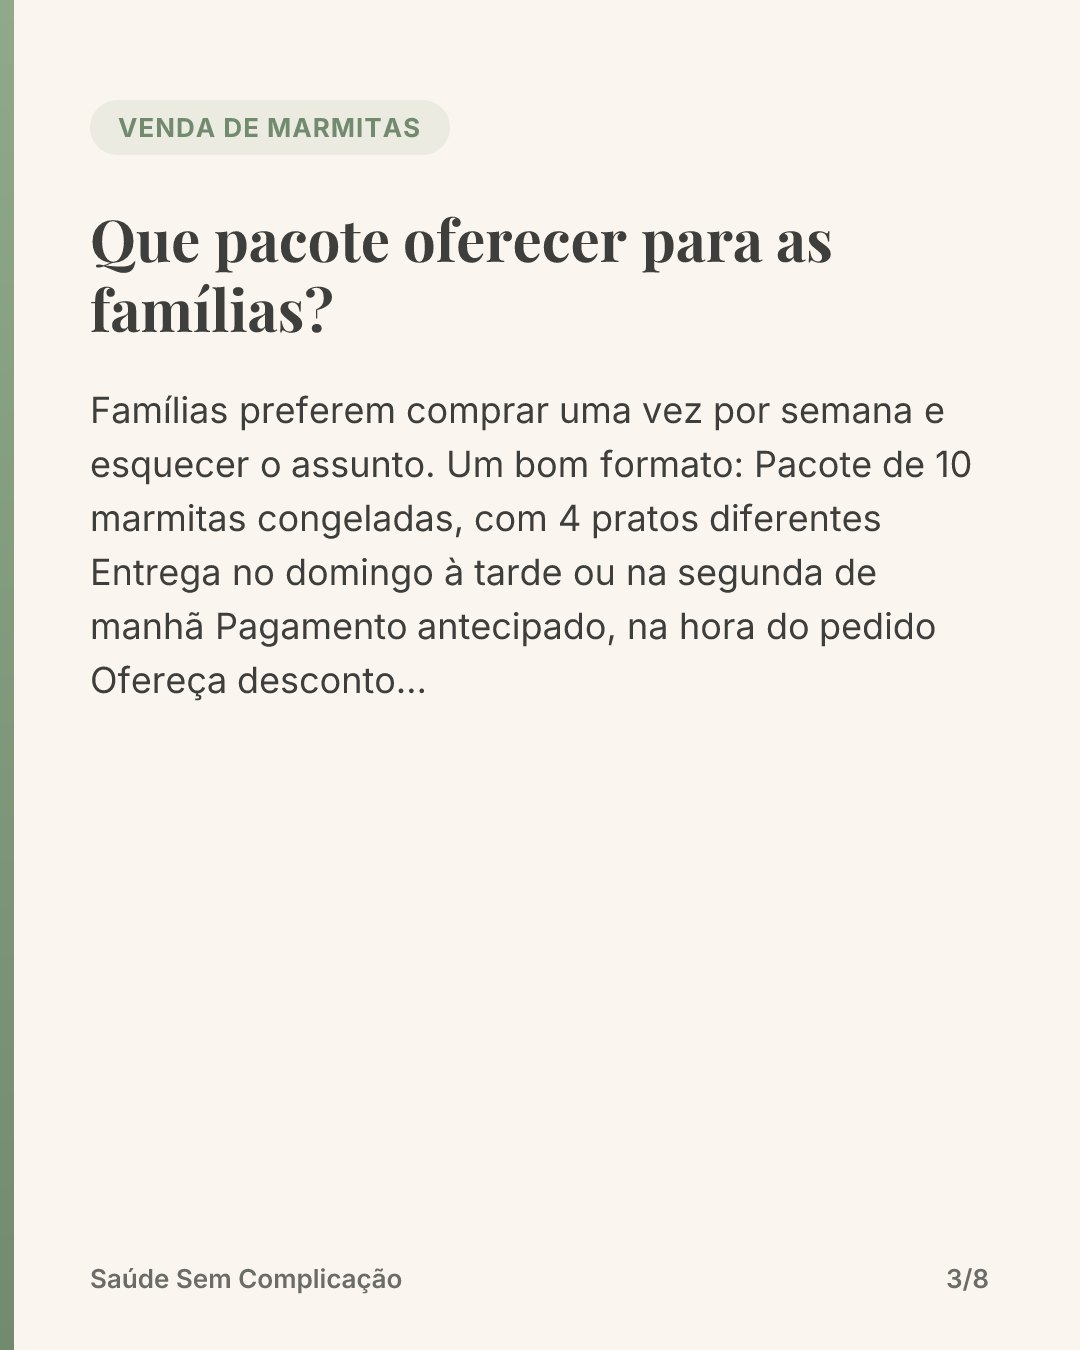 VENDA DE MARMITAS
Que pacote oferecer para as
famílias?
Famílias preferem comprar uma vez por semana e
esquecer o assunto. Um bom formato: Pacote de 10
marmitas congeladas, com 4 pratos diferentes
Entrega no domingo à tarde ou na segunda de
manhã Pagamento antecipado, na hora do pedido
Ofereça desconto...
Saúde Sem Complicação
3/8